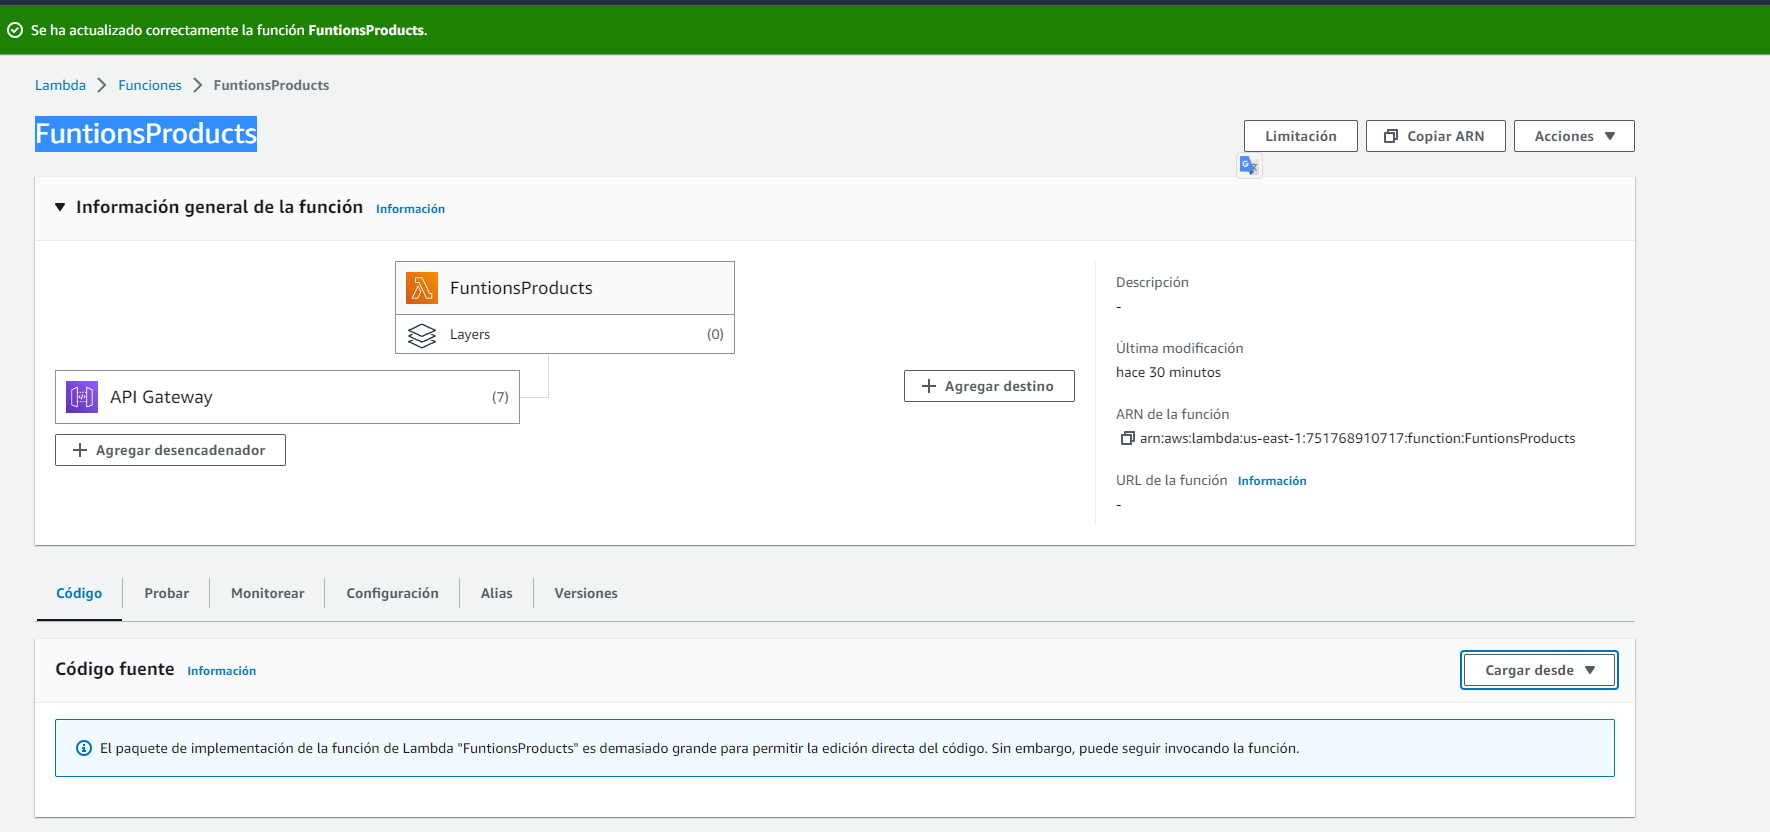 Se ha actualizado correctamente la función FuntionsProducts.
Lambda > Funciones > FuntionsProducts
FuntionsProducts
Limitación
Copiar ARN
Acciones
Información general de la función Información
FuntionsProducts
Layers (0)
API Gateway (7)
+ Agregar desencadenador
+ Agregar destino
Descripción
-
Última modificación
hace 30 minutos
ARN de la función
arn:aws:lambda:us-east-1:751768910717:function:FuntionsProducts
URL de la función Información
-
Código
Probar
Monitorear
Configuración
Alias
Versiones
Código fuente Información
Cargar desde
El paquete de implementación de la función de Lambda "FuntionsProducts" es demasiado grande para permitir la edición directa del código. Sin embargo, puede seguir invocando la función.